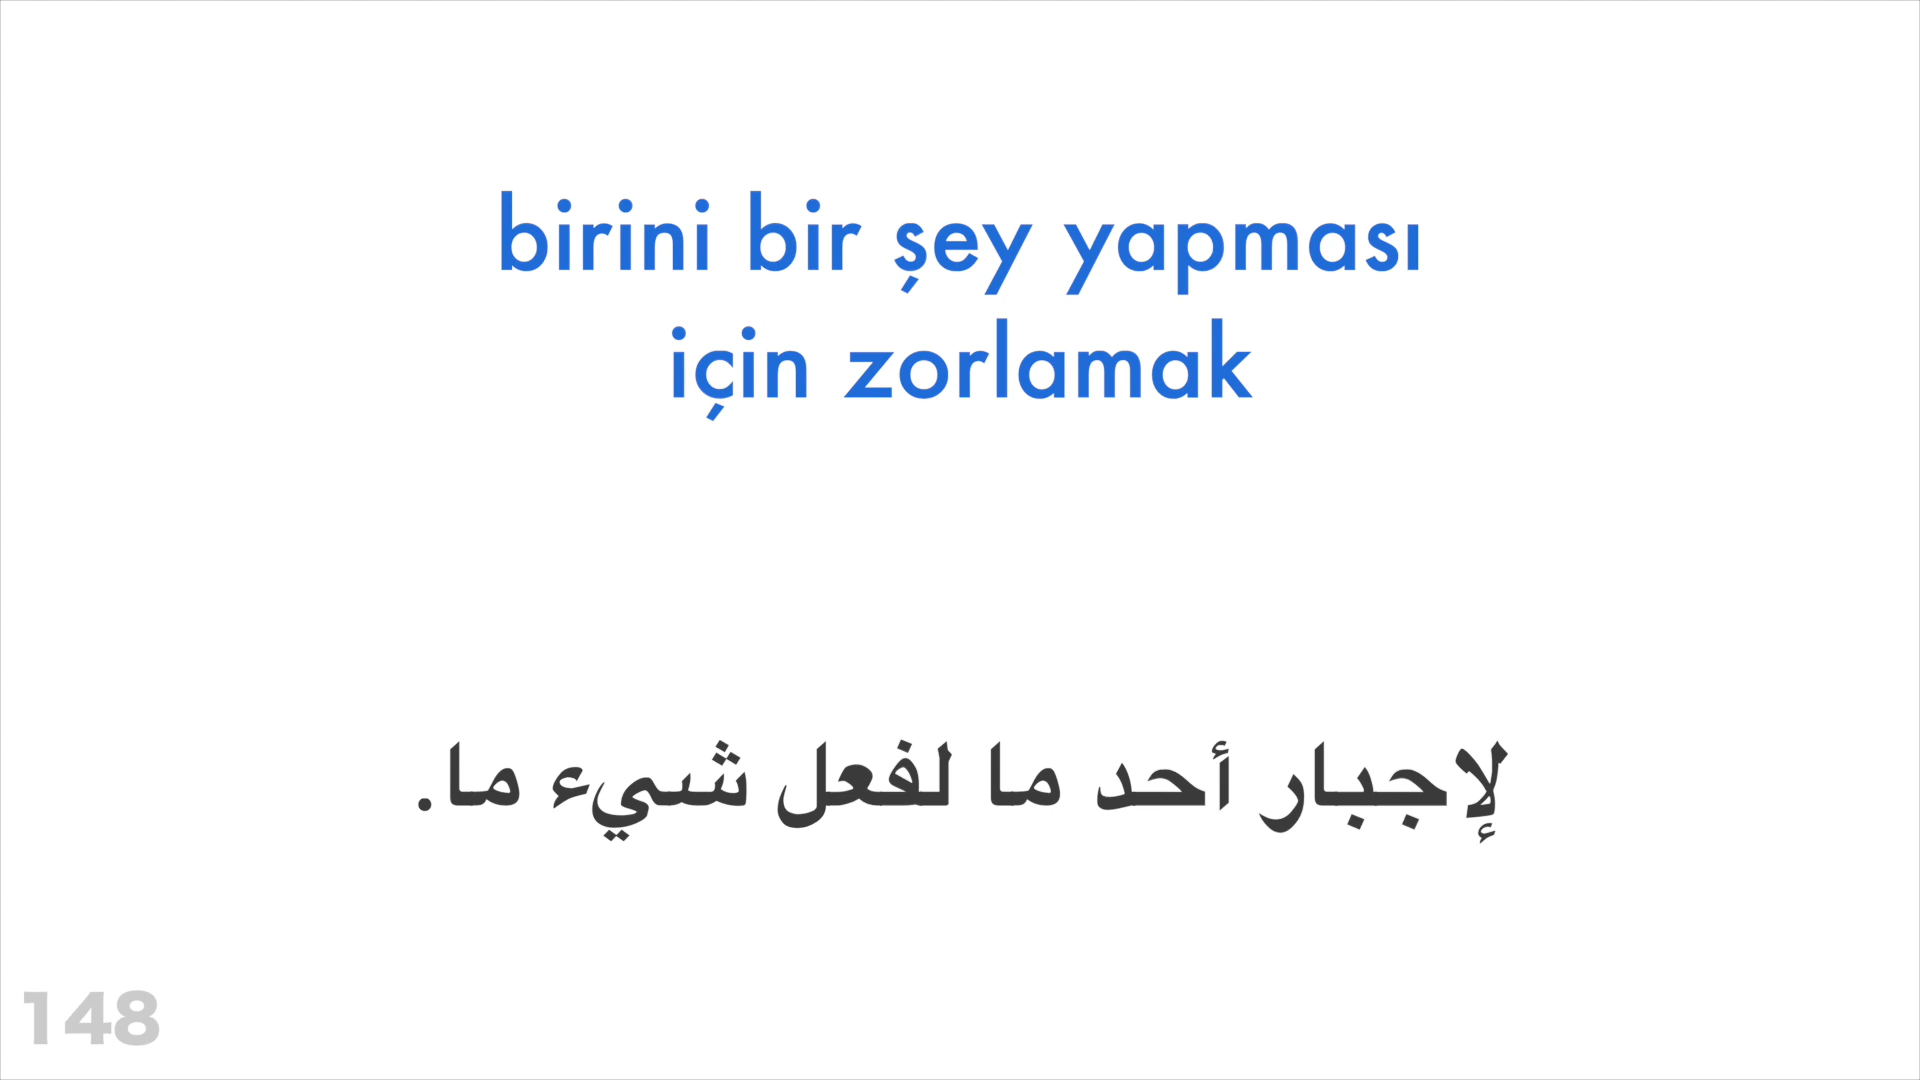 birini bir şey yapması
için zorlamak
لإجبار أحد ما لفعل شيء ما.
148